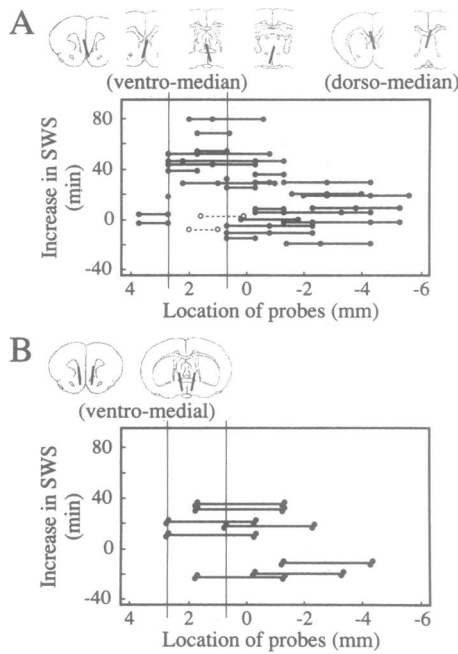 A
(ventro-median) (dorso-median)
Increase in SWS
(min)
80
40
0
-40
4 2 0 -2 -4 -6
Location of probes (mm)
B
(ventro-medial)
Increase in SWS
(min)
80
40
0
-40
4 2 0 -2 -4 -6
Location of probes (mm)